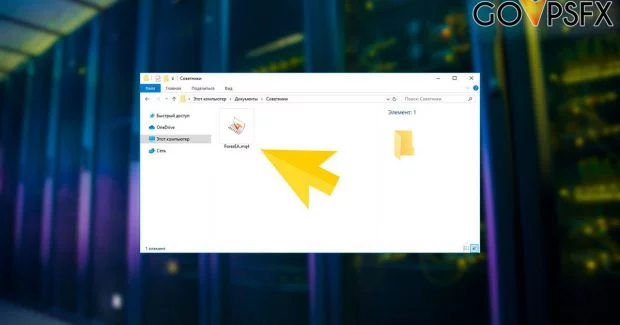 GOVPSFX
Советники
Файл Главная Поделиться Вид
Этот компьютер Документы Советники
Поиск: Советники
Быстрый доступ
OneDrive
Этот компьютер
Сеть
ForexEA.mq4
Элемент: 1
1 элемент